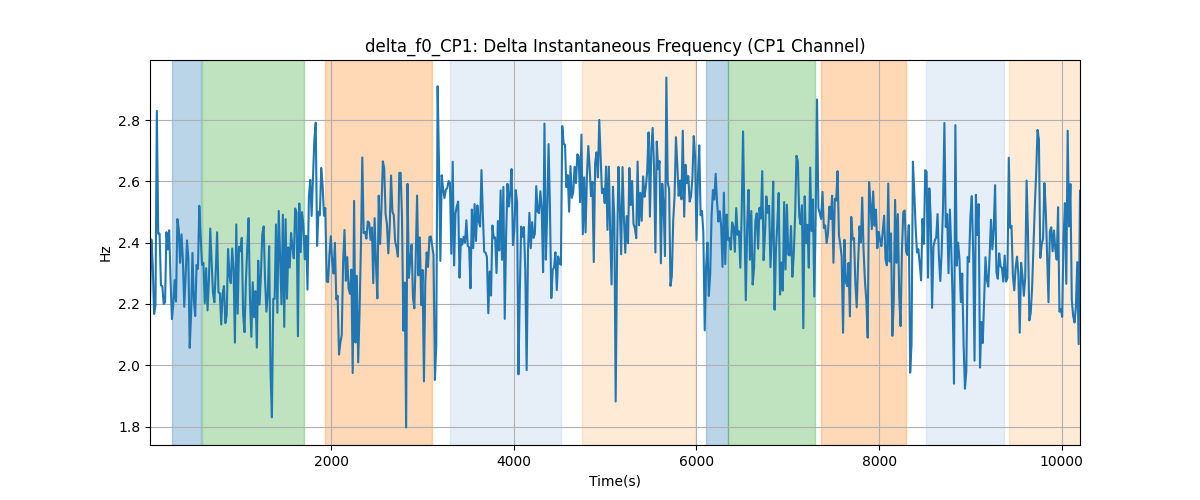 delta_f0_CP1: Delta Instantaneous Frequency (CP1 Channel)
2.8
2.6
2.4
2.2
2.0
1.8
Hz
2000 4000 6000 8000 10000
Time(s)